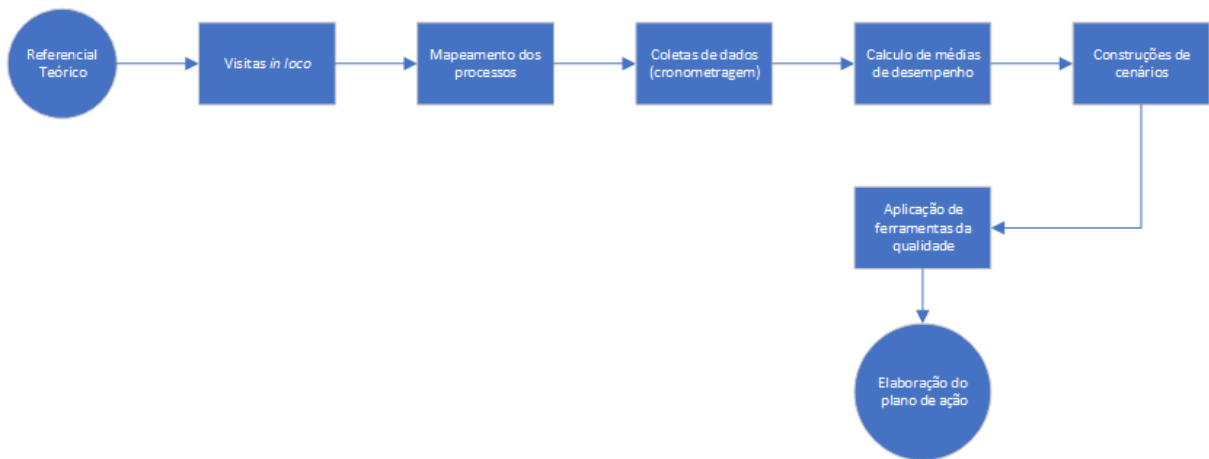 Referencial
Teórico
Visitas in loco
Mapeamento dos
processos
Coletas de dados
(cronometragem)
Calculo de médias
de desempenho
Construções de
cenários
Aplicação de
ferramentas da
qualidade
Elaboração do
plano de ação